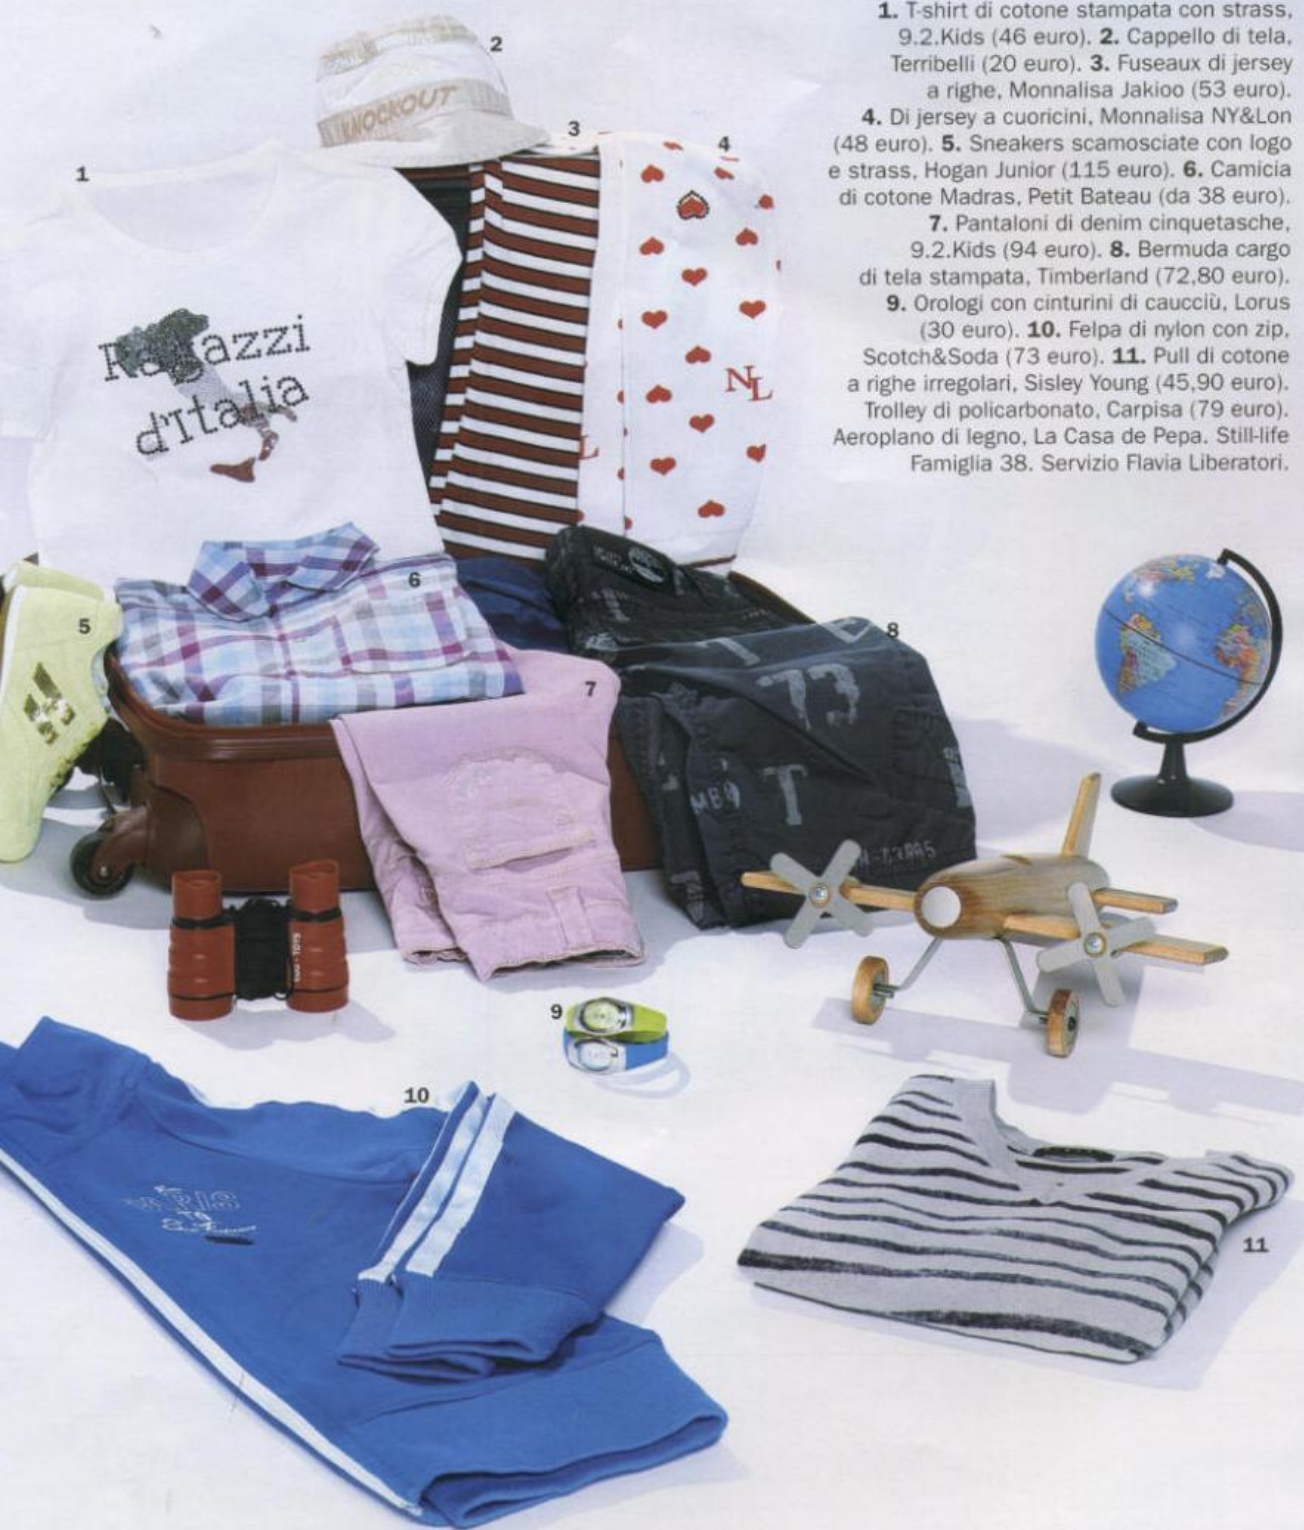 1. T-shirt di cotone stampata con strass,
9.2.Kids (46 euro). 2. Cappello di tela,
Terribelli (20 euro). 3. Fuseaux di jersey
a righe, Monnalisa Jakioo (53 euro).
4. Di jersey a cuoricini, Monnalisa NY&Lon
(48 euro). 5. Sneakers scamosciate con logo
e strass, Hogan Junior (115 euro). 6. Camicia
di cotone Madras, Petit Bateau (da 38 euro).
7. Pantaloni di denim cinquetasche,
9.2.Kids (94 euro). 8. Bermuda cargo
di tela stampata, Timberland (72,80 euro).
9. Orologi con cinturini di caucciù, Lorus
(30 euro). 10. Felpa di nylon con zip,
Scotch&Soda (73 euro). 11. Pull di cotone
a righe irregolari, Sisley Young (45,90 euro).
Trolley di policarbonato, Carpisa (79 euro).
Aeroplano di legno, La Casa de Pepa. Still-life
Famiglia 38. Servizio Flavia Liberatori.
2
KNOCKOUT
3
4
1
Ragazzi
d'Italia
NL
L
6
5
8
7
73
T
9
10
PARIS
TO
11